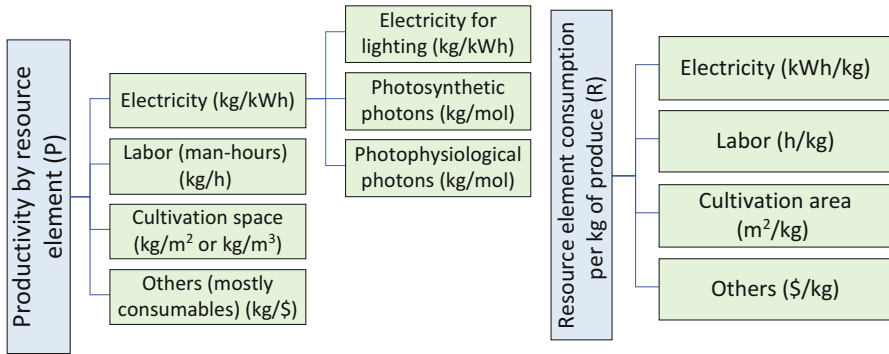 Productivity by resource
element (P)
Electricity (kg/kWh)
Labor (man-hours)
(kg/h)
Cultivation space
(kg/m² or kg/m³)
Others (mostly
consumables) (kg/$)
Electricity for
lighting (kg/kWh)
Photosynthetic
photons (kg/mol)
Photophysiological
photons (kg/mol)
Resource element consumption
per kg of produce (R)
Electricity (kWh/kg)
Labor (h/kg)
Cultivation area
(m²/kg)
Others ($/kg)